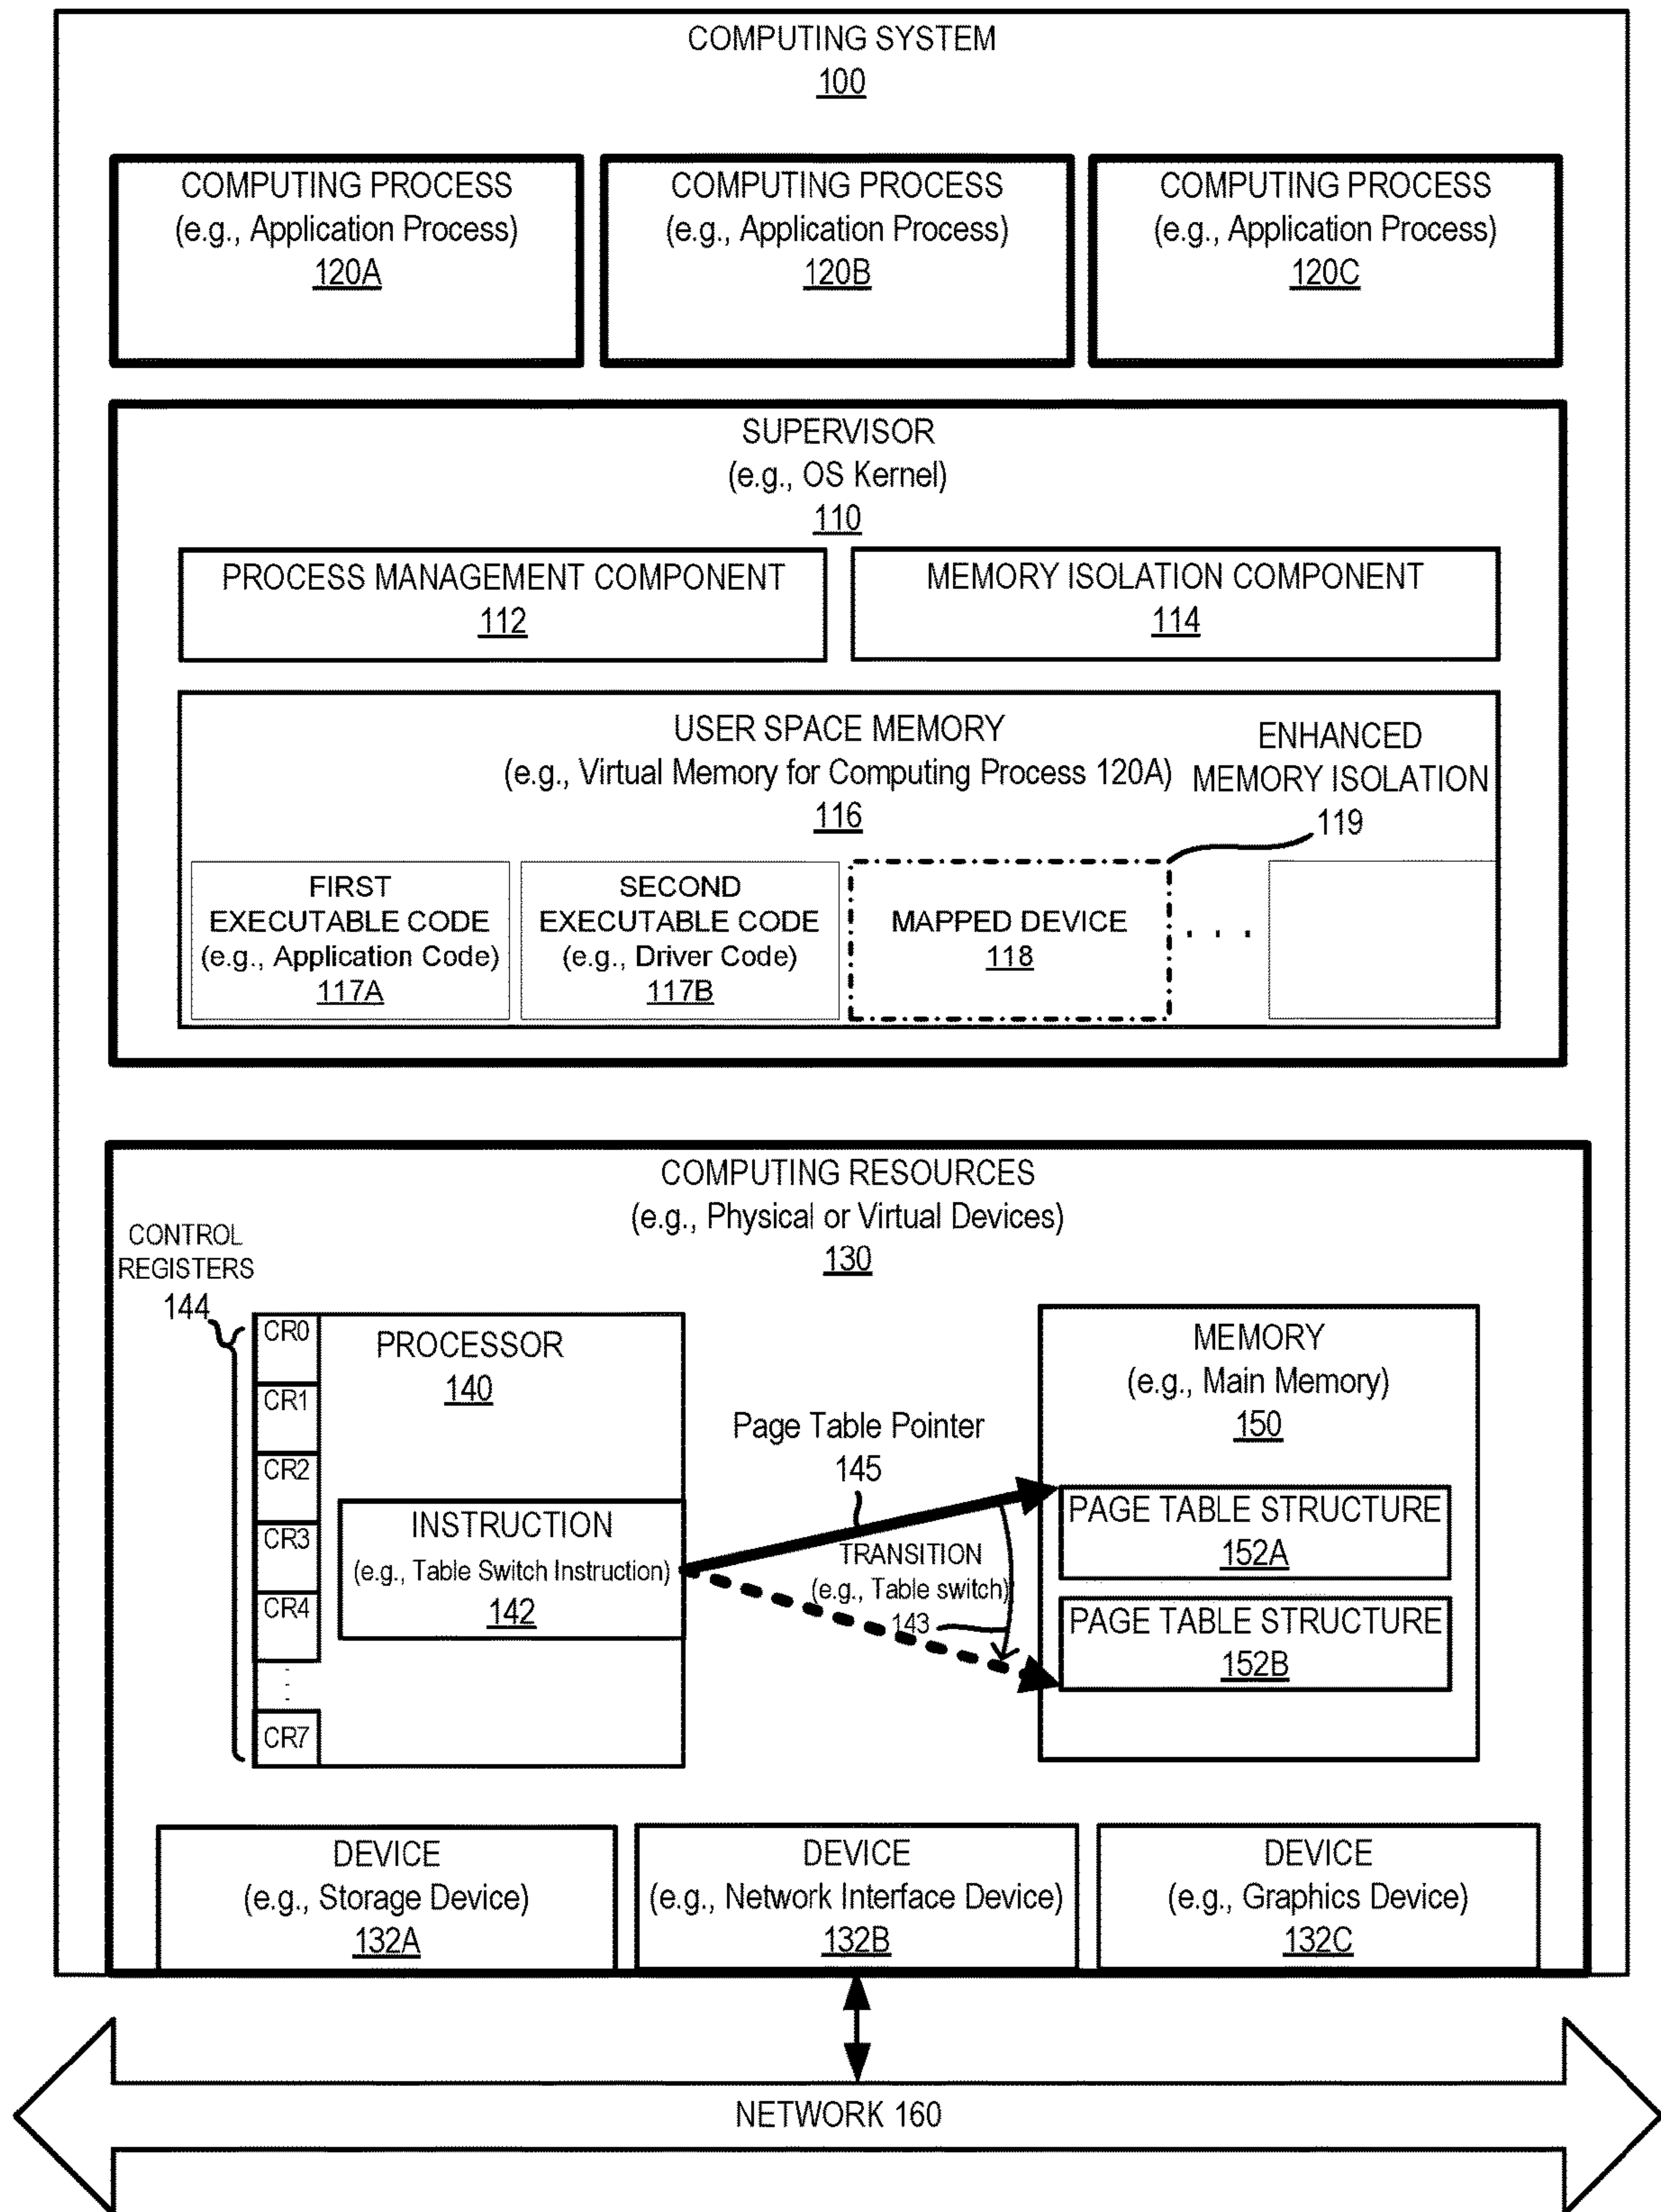 COMPUTING SYSTEM
100
COMPUTING PROCESS
(e.g., Application Process)
120A
COMPUTING PROCESS
(e.g., Application Process)
120B
COMPUTING PROCESS
(e.g., Application Process)
120C
SUPERVISOR
(e.g., OS Kernel)
110
PROCESS MANAGEMENT COMPONENT
112
MEMORY ISOLATION COMPONENT
114
USER SPACE MEMORY
(e.g., Virtual Memory for Computing Process 120A)
116
ENHANCED
MEMORY ISOLATION
119
FIRST
EXECUTABLE CODE
(e.g., Application Code)
117A
SECOND
EXECUTABLE CODE
(e.g., Driver Code)
117B
MAPPED DEVICE
118
. . .
COMPUTING RESOURCES
(e.g., Physical or Virtual Devices)
130
CONTROL
REGISTERS
144
CR0
CR1
CR2
CR3
CR4
CR7
PROCESSOR
140
INSTRUCTION
(e.g., Table Switch Instruction)
142
Page Table Pointer
145
TRANSITION
(e.g., Table switch)
143
MEMORY
(e.g., Main Memory)
150
PAGE TABLE STRUCTURE
152A
PAGE TABLE STRUCTURE
152B
DEVICE
(e.g., Storage Device)
132A
DEVICE
(e.g., Network Interface Device)
132B
DEVICE
(e.g., Graphics Device)
132C
NETWORK 160